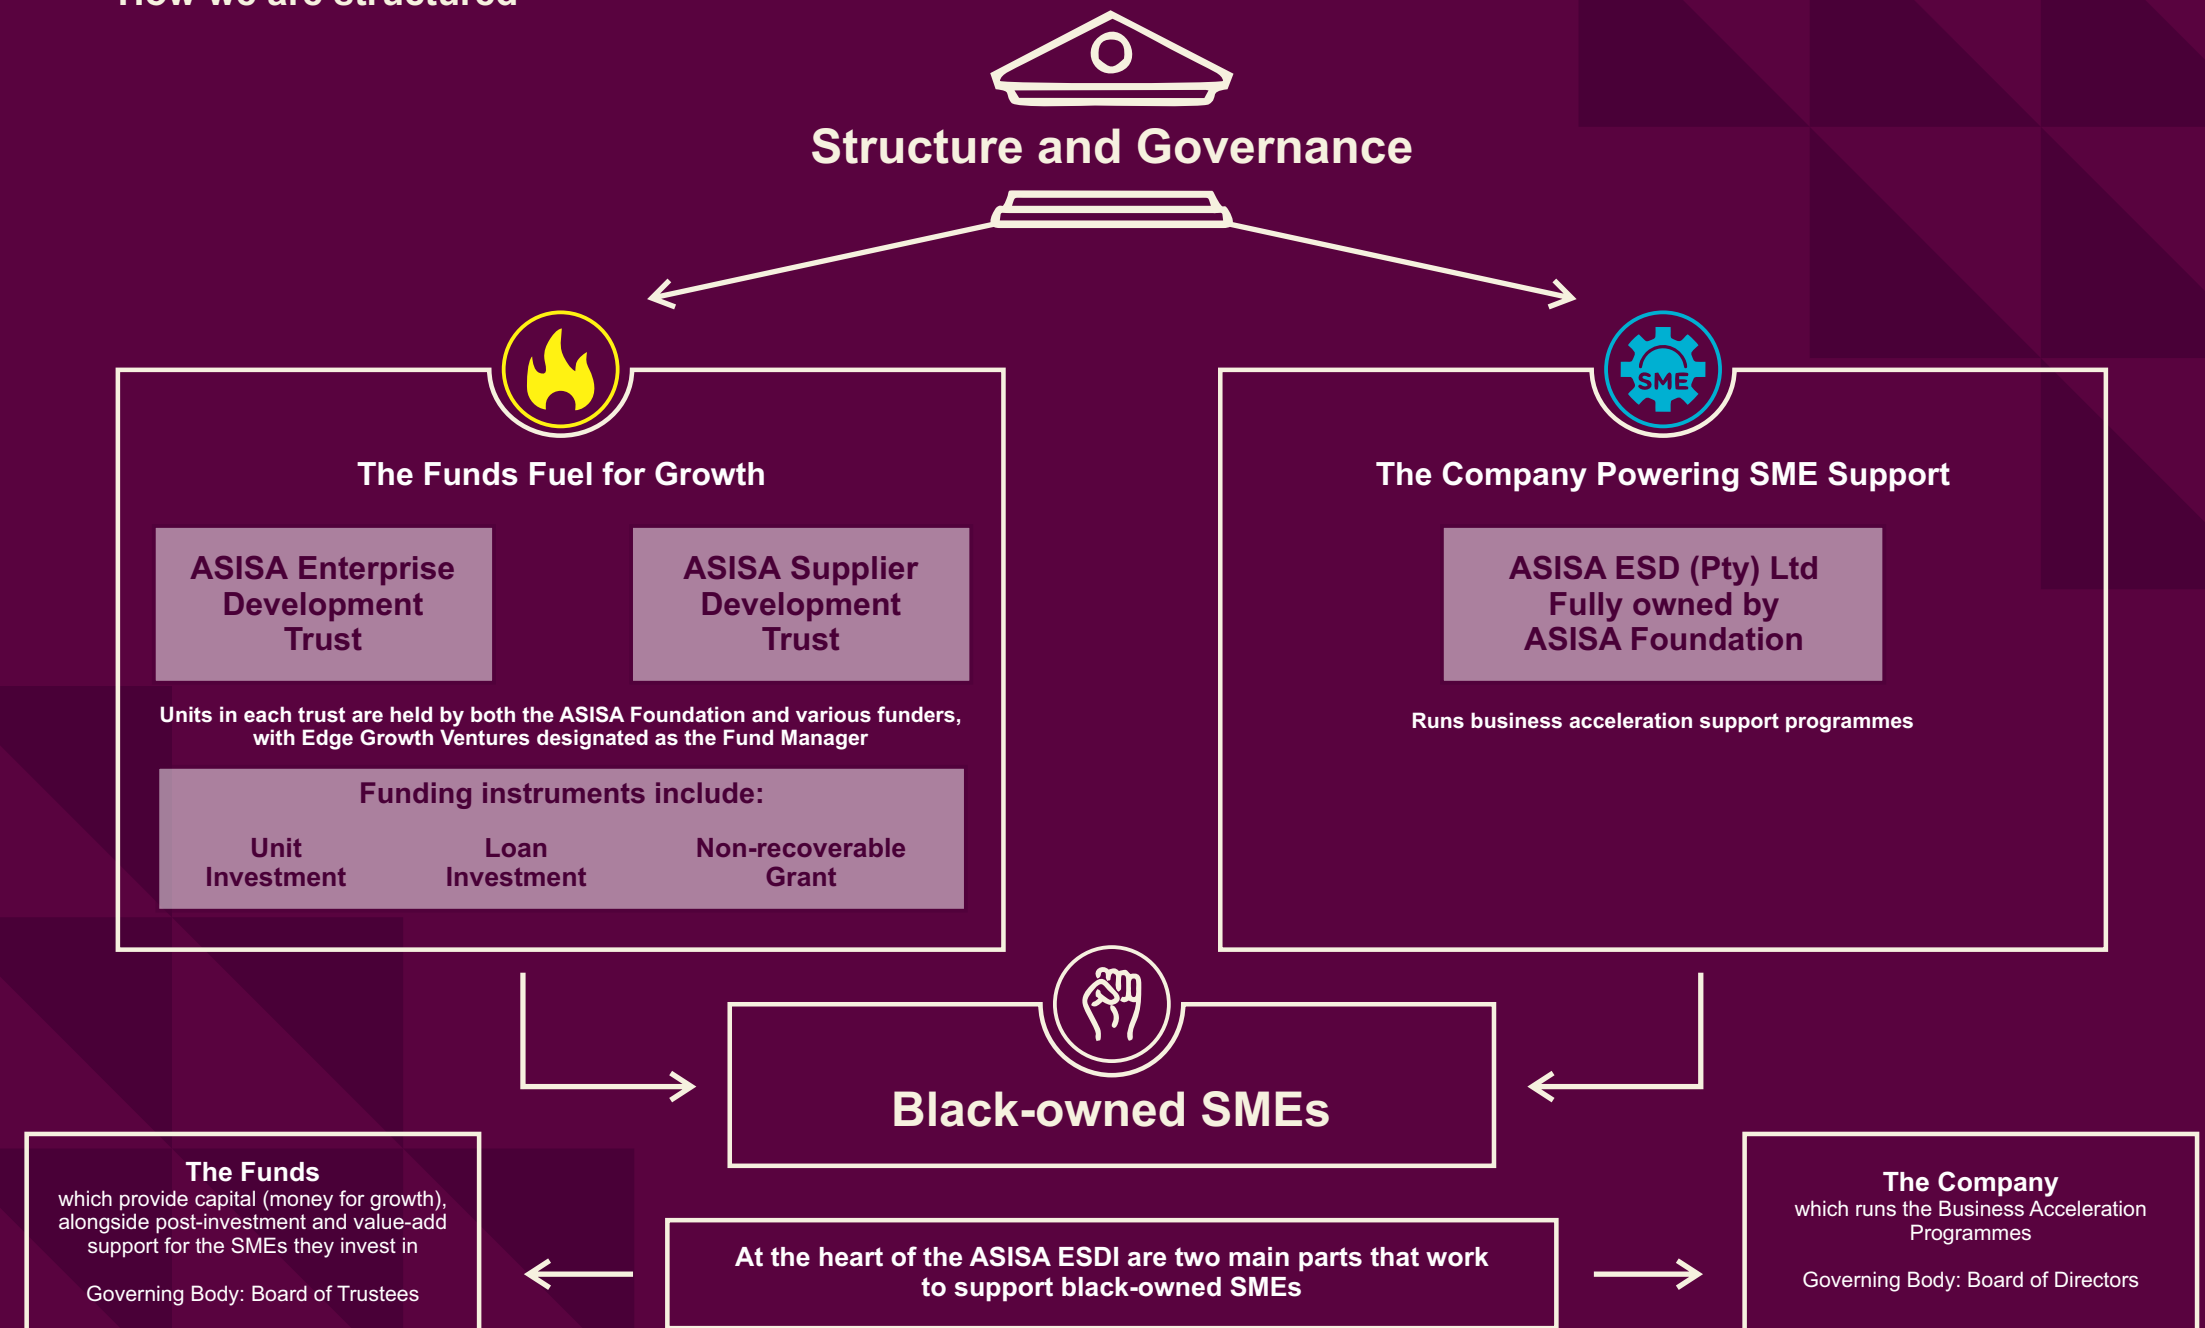 How we are structured
Structure and Governance
SME
The Funds Fuel for Growth
ASISA Enterprise
Development
Trust
ASISA Supplier
Development
Trust
Units in each trust are held by both the ASISA Foundation and various funders,
with Edge Growth Ventures designated as the Fund Manager
Funding instruments include:
Unit
Investment
Loan
Investment
Non-recoverable
Grant
The Company Powering SME Support
ASISA ESD (Pty) Ltd
Fully owned by
ASISA Foundation
Runs business acceleration support programmes
Black-owned SMEs
The Funds
which provide capital (money for growth),
alongside post-investment and value-add
support for the SMEs they invest in
Governing Body: Board of Trustees
At the heart of the ASISA ESDI are two main parts that work
to support black-owned SMEs
The Company
which runs the Business Acceleration
Programmes
Governing Body: Board of Directors